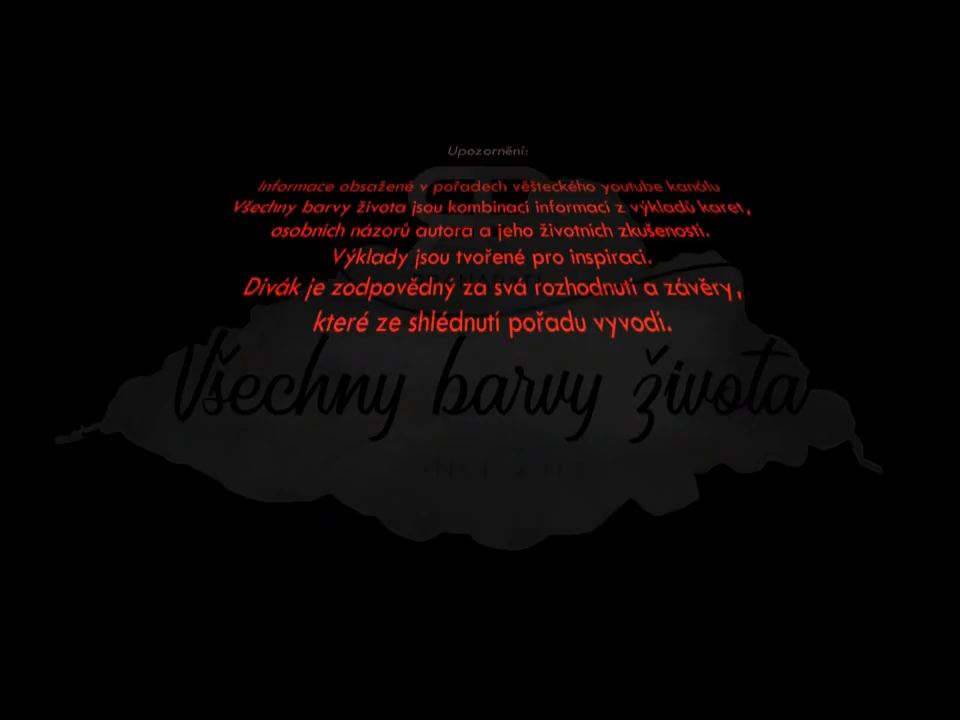 Upozornění:
Informace obsažené v pořadech věšteckého youtube kanálu
Všechny barvy života jsou kombinací informací z výkladů karet,
osobních názorů autora a jeho životních zkušeností.
Výklady jsou tvořené pro inspiraci.
Divák je zodpovědný za svá rozhodnutí a závěry,
které ze shlédnutí pořadu vyvodí.
Všechny barvy života